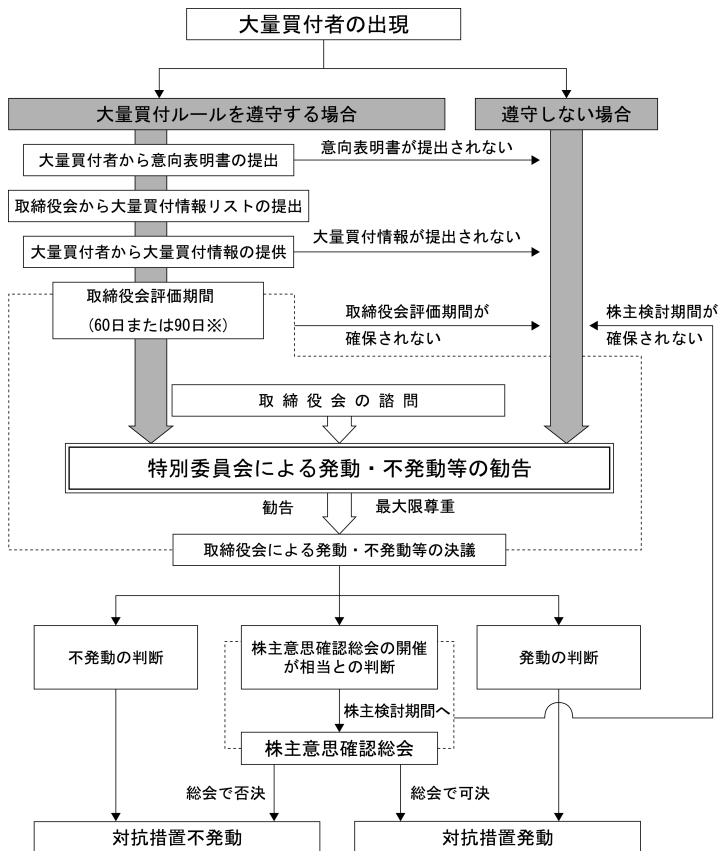 大量買付者の出現
大量買付ルールを遵守する場合
遵守しない場合
大量買付者から意向表明書の提出
意向表明書が提出されない
取締役会から大量買付情報リストの提出
大量買付者から大量買付情報の提供
大量買付情報が提出されない
取締役会評価期間
（60日または90日※）
取締役会評価期間が
確保されない
株主検討期間が
確保されない
取締役会の諮問
特別委員会による発動・不発動等の勧告
勧告
最大限尊重
取締役会による発動・不発動等の決議
不発動の判断
株主意思確認総会の開催
が相当との判断
発動の判断
株主検討期間へ
株主意思確認総会
総会で否決
総会で可決
対抗措置不発動
対抗措置発動